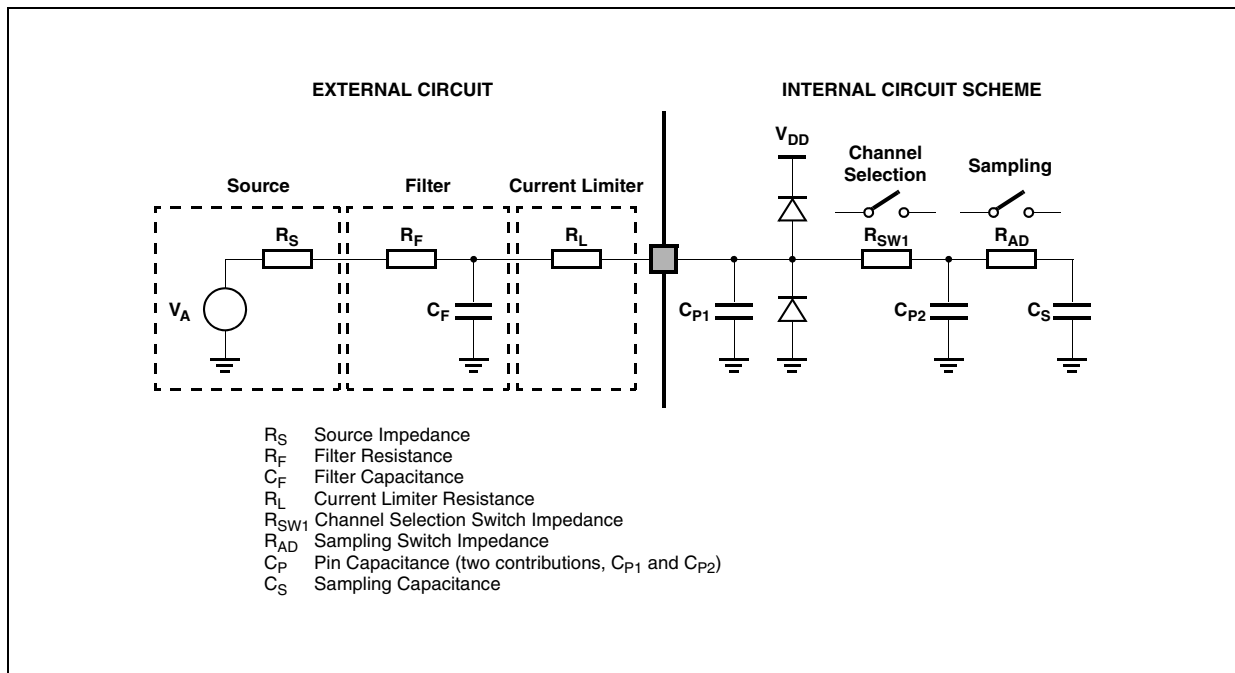 EXTERNAL CIRCUIT
INTERNAL CIRCUIT SCHEME
VDD
Channel
Selection
Sampling
Source
Filter
Current Limiter
RS
RF
RL
RSW1
RAD
VA
CF
CP1
CP2
CS
RS Source Impedance
RF Filter Resistance
CF Filter Capacitance
RL Current Limiter Resistance
RSW1 Channel Selection Switch Impedance
RAD Sampling Switch Impedance
CP Pin Capacitance (two contributions, CP1 and CP2)
CS Sampling Capacitance